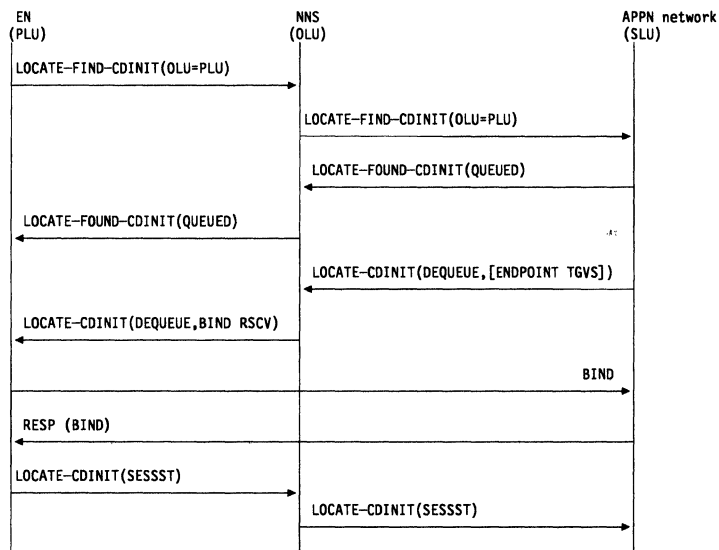 EN NNS APPN network
(PLU) (OLU) (SLU)
LOCATE-FIND-CDINIT(OLU=PLU)
LOCATE-FIND-CDINIT(OLU=PLU)
LOCATE-FOUND-CDINIT(QUEUED)
LOCATE-FOUND-CDINIT(QUEUED)
LOCATE-CDINIT(DEQUEUE,[ENDPOINT TGVS])
LOCATE-CDINIT(DEQUEUE,BIND RSCV)
BIND
RESP (BIND)
LOCATE-CDINIT(SESSST)
LOCATE-CDINIT(SESSST)